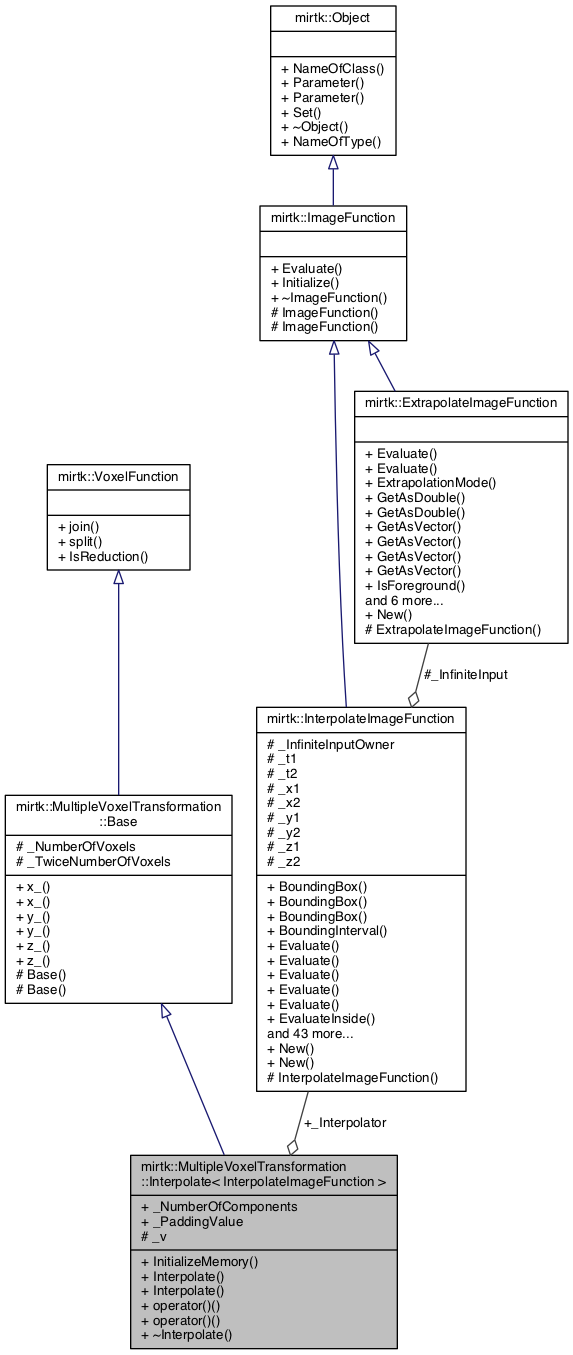 mirtk::Object
+ NameOfClass()
+ Parameter()
+ Parameter()
+ Set()
+ ~Object()
+ NameOfType()
mirtk::ImageFunction
+ Evaluate()
+ Initialize()
+ ~ImageFunction()
# ImageFunction()
# ImageFunction()
mirtk::ExtrapolateImageFunction
+ Evaluate()
+ Evaluate()
+ ExtrapolationMode()
+ GetAsDouble()
+ GetAsDouble()
+ GetAsVector()
+ GetAsVector()
+ GetAsVector()
+ GetAsVector()
+ IsForeground()
and 6 more...
+ New()
# ExtrapolateImageFunction()
mirtk::VoxelFunction
+ join()
+ split()
+ IsReduction()
#_InfiniteInput
mirtk::InterpolateImageFunction
# _InfiniteInputOwner
# _t1
# _t2
# _x1
# _x2
# _y1
# _y2
# _z1
# _z2
+ BoundingBox()
+ BoundingBox()
+ BoundingBox()
+ BoundingInterval()
+ Evaluate()
+ Evaluate()
+ Evaluate()
+ Evaluate()
+ Evaluate()
+ EvaluateInside()
and 43 more...
+ New()
+ New()
# InterpolateImageFunction()
mirtk::MultipleVoxelTransformation
::Base
# _NumberOfVoxels
# _TwiceNumberOfVoxels
+ x_()
+ x_()
+ y_()
+ y_()
+ z_()
+ z_()
# Base()
# Base()
+_Interpolator
mirtk::MultipleVoxelTransformation
::Interpolate< InterpolateImageFunction >
+ _NumberOfComponents
+ _PaddingValue
# _v
+ InitializeMemory()
+ Interpolate()
+ Interpolate()
+ operator()()
+ operator()()
+ ~Interpolate()